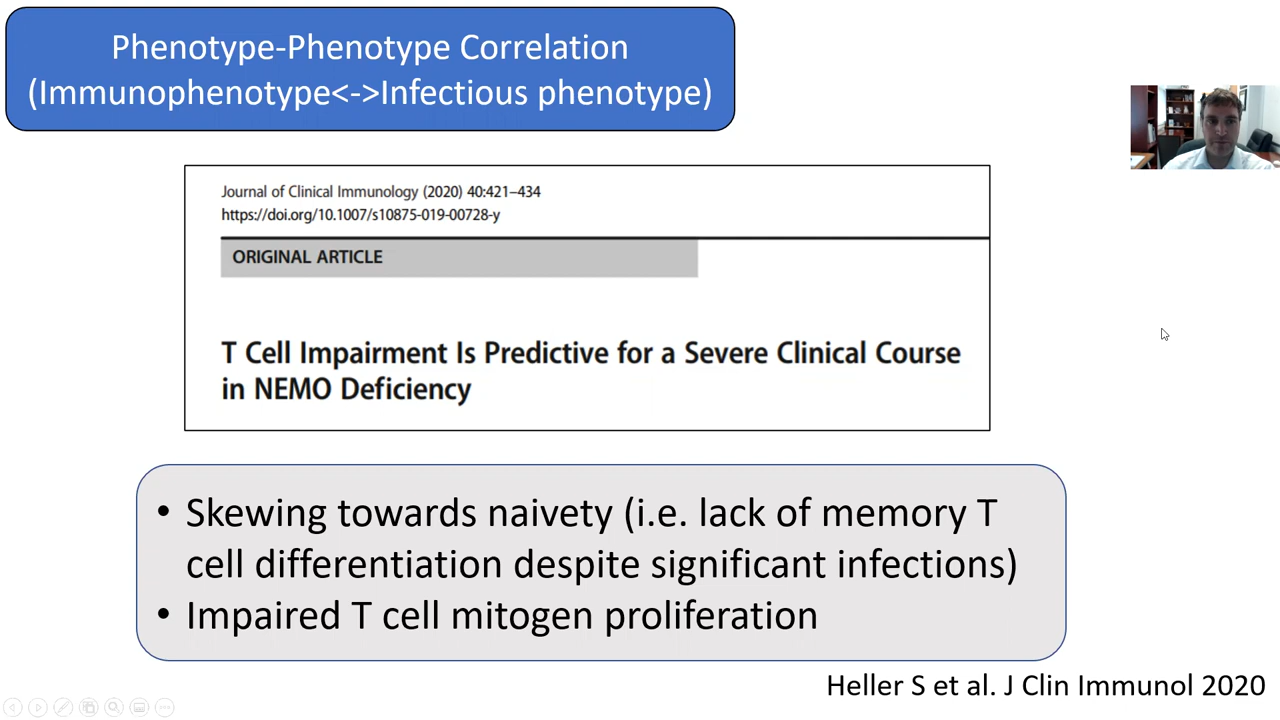 Phenotype-Phenotype Correlation
(Immunophenotype<->Infectious phenotype)
Journal of Clinical Immunology (2020) 40:421–434
https://doi.org/10.1007/s10875-019-00728-y
ORIGINAL ARTICLE
T Cell Impairment Is Predictive for a Severe Clinical Course
in NEMO Deficiency
• Skewing towards naivety (i.e. lack of memory T
cell differentiation despite significant infections)
• Impaired T cell mitogen proliferation
Heller S et al. J Clin Immunol 2020